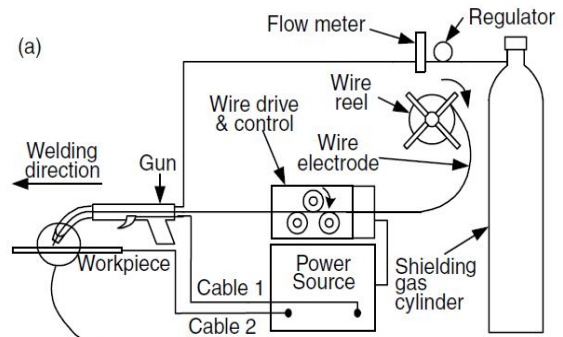 (a)
Flow meter
Regulator
Wire drive
& control
Wire
reel
Wire
electrode
Welding
direction
Gun
Workpiece
Power
Source
Cable 1
Cable 2
Shielding
gas
cylinder